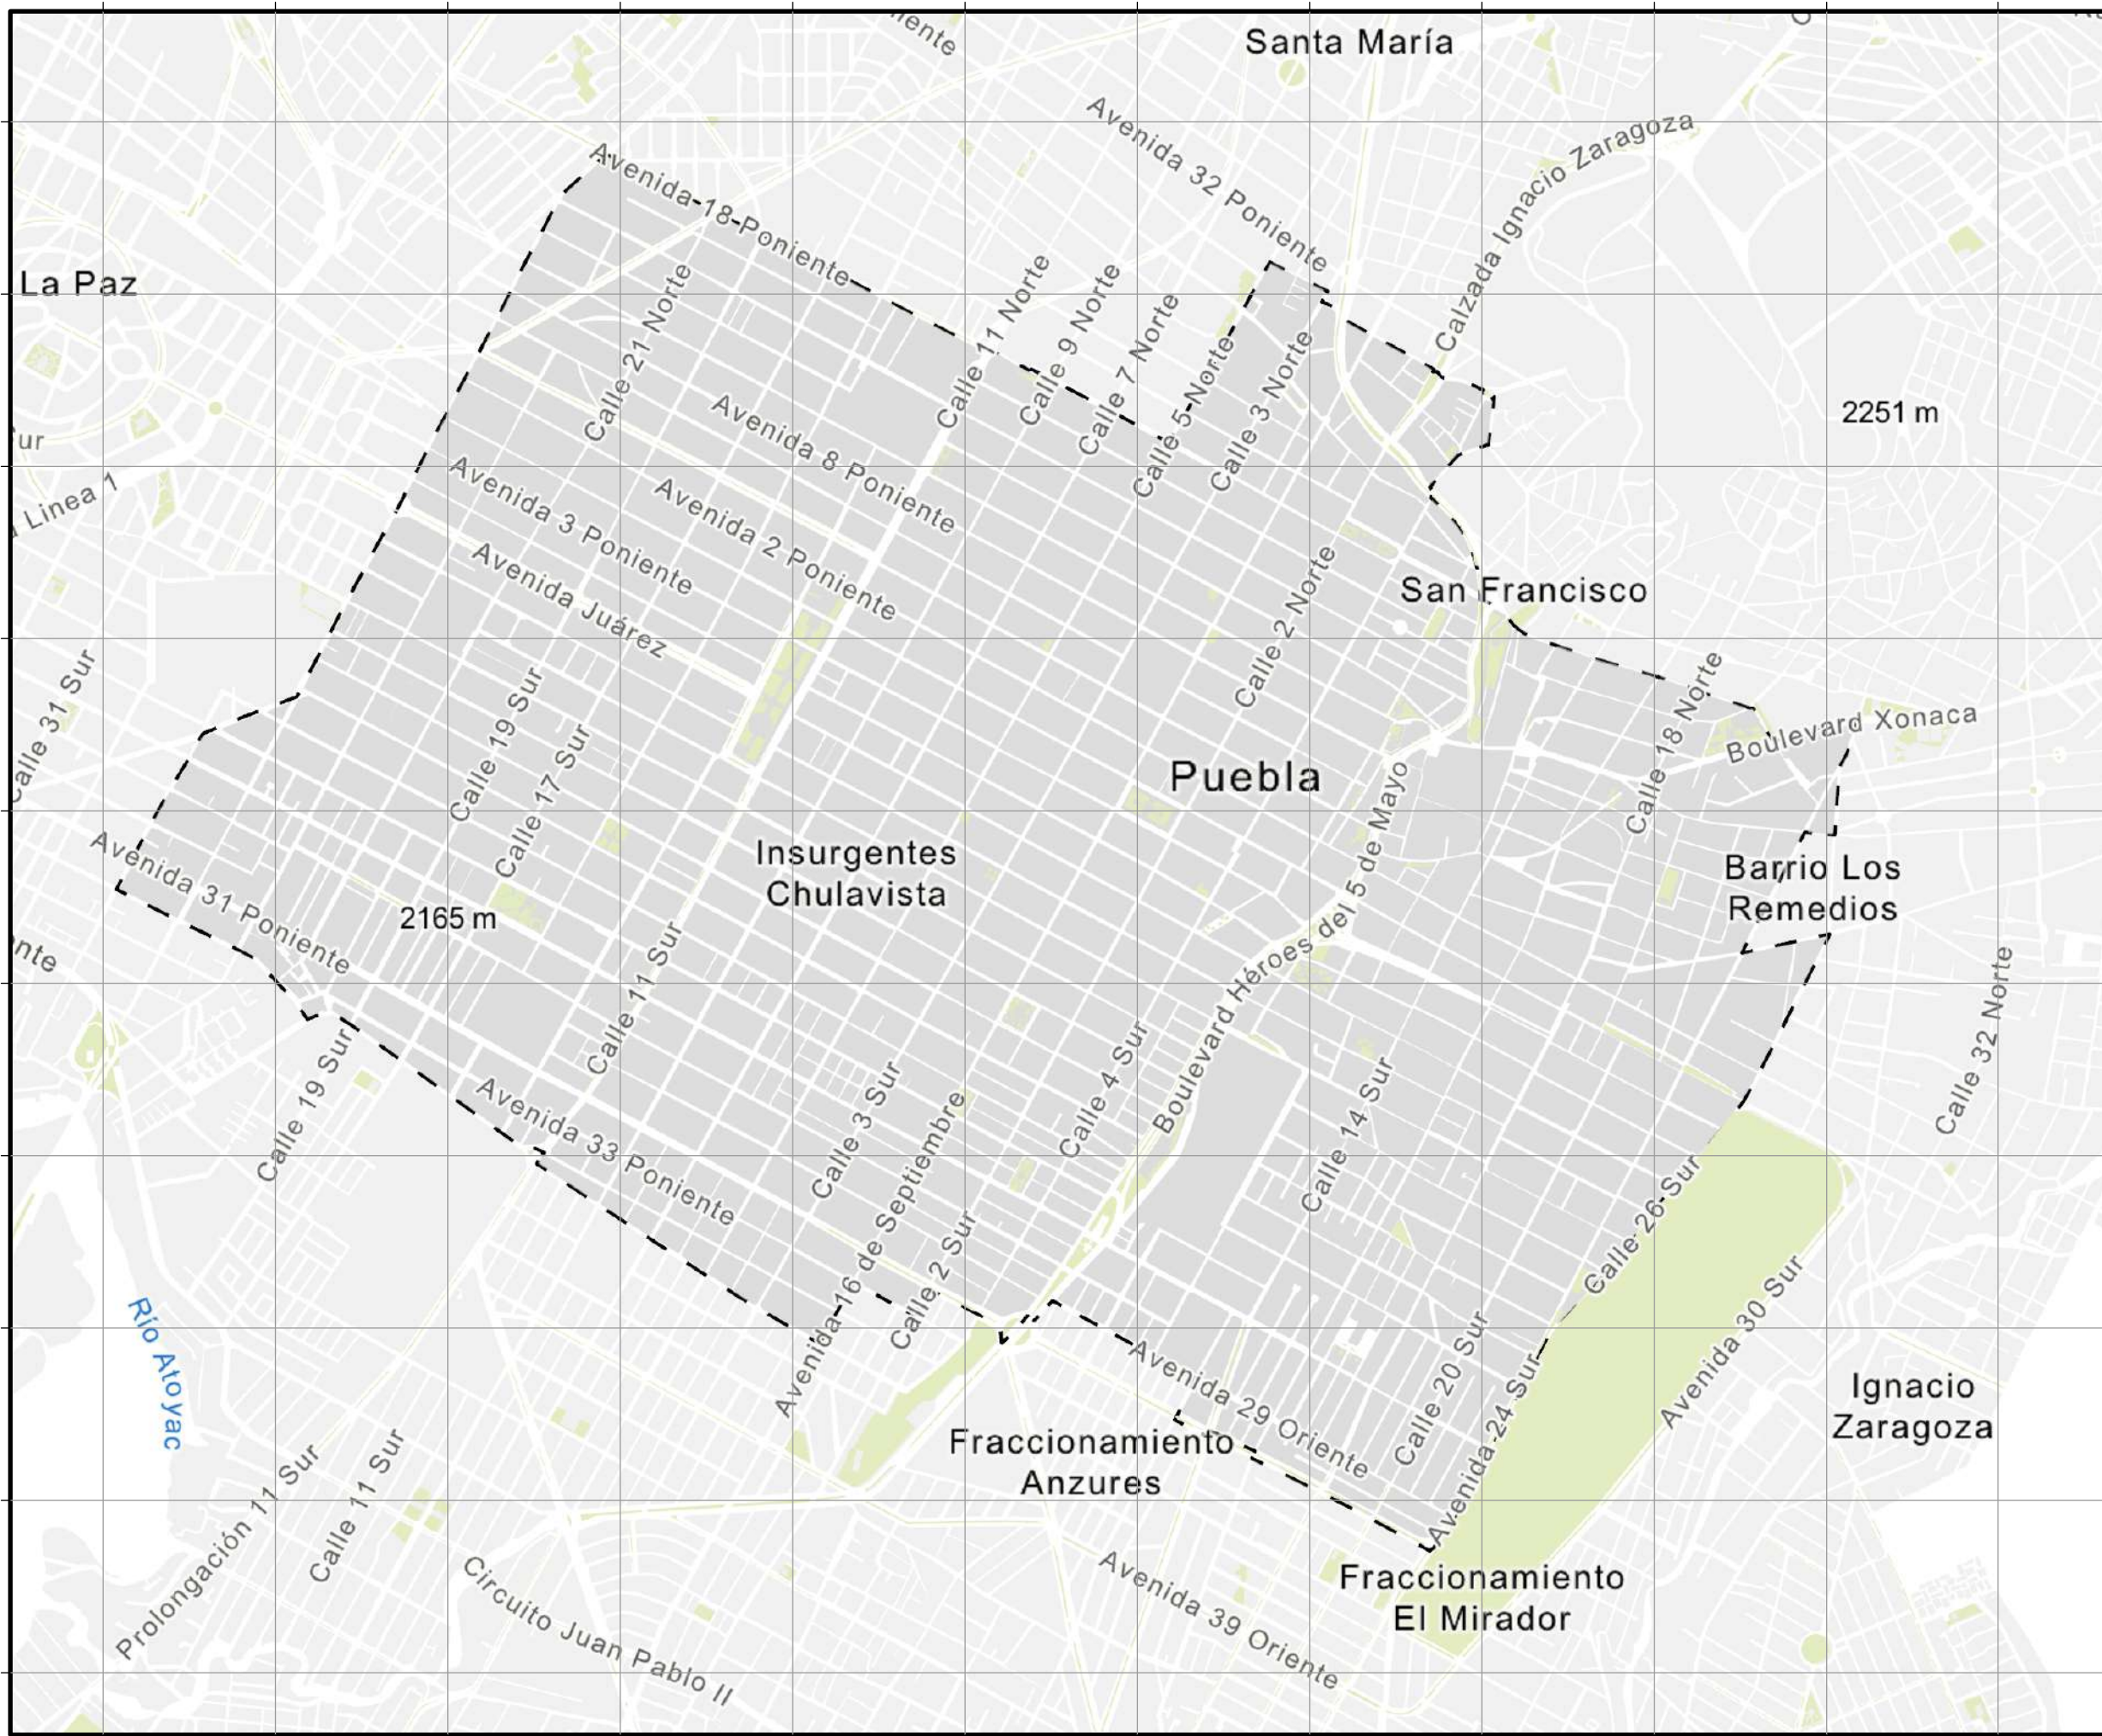 Santa María
Avenida 32 Poniente
Calzada Ignacio Zaragoza
Avenida 18 Poniente
La Paz
Calle 21 Norte
Calle 11 Norte
Calle 9 Norte
Calle 7 Norte
Calle 5 Norte
Calle 3 Norte
2251 m
Avenida 8 Poniente
Avenida 3 Poniente
Avenida 2 Poniente
Linea 1
Avenida Juárez
Calle 2 Norte
San Francisco
Calle 31 Sur
Calle 19 Sur
Calle 17 Sur
Calle 18 Norte
Boulevard Xonaca
Puebla
Insurgentes
Chulavista
Boulevard Héroes del 5 de Mayo
Barrio Los
Remedios
Avenida 31 Poniente
2165 m
Calle 11 Sur
Calle 32 Norte
Calle 19 Sur
Avenida 33 Poniente
Calle 3 Sur
Avenida 16 de Septiembre
Calle 2 Sur
Calle 4 Sur
Calle 14 Sur
Calle 26 Sur
Avenida 30 Sur
Río Atoyac
Avenida 29 Oriente
Calle 20 Sur
Avenida 24 Sur
Ignacio
Zaragoza
Fraccionamiento
Anzures
Prolongación 11 Sur
Calle 11 Sur
Circuito Juan Pablo II
Avenida 39 Oriente
Fraccionamiento
El Mirador